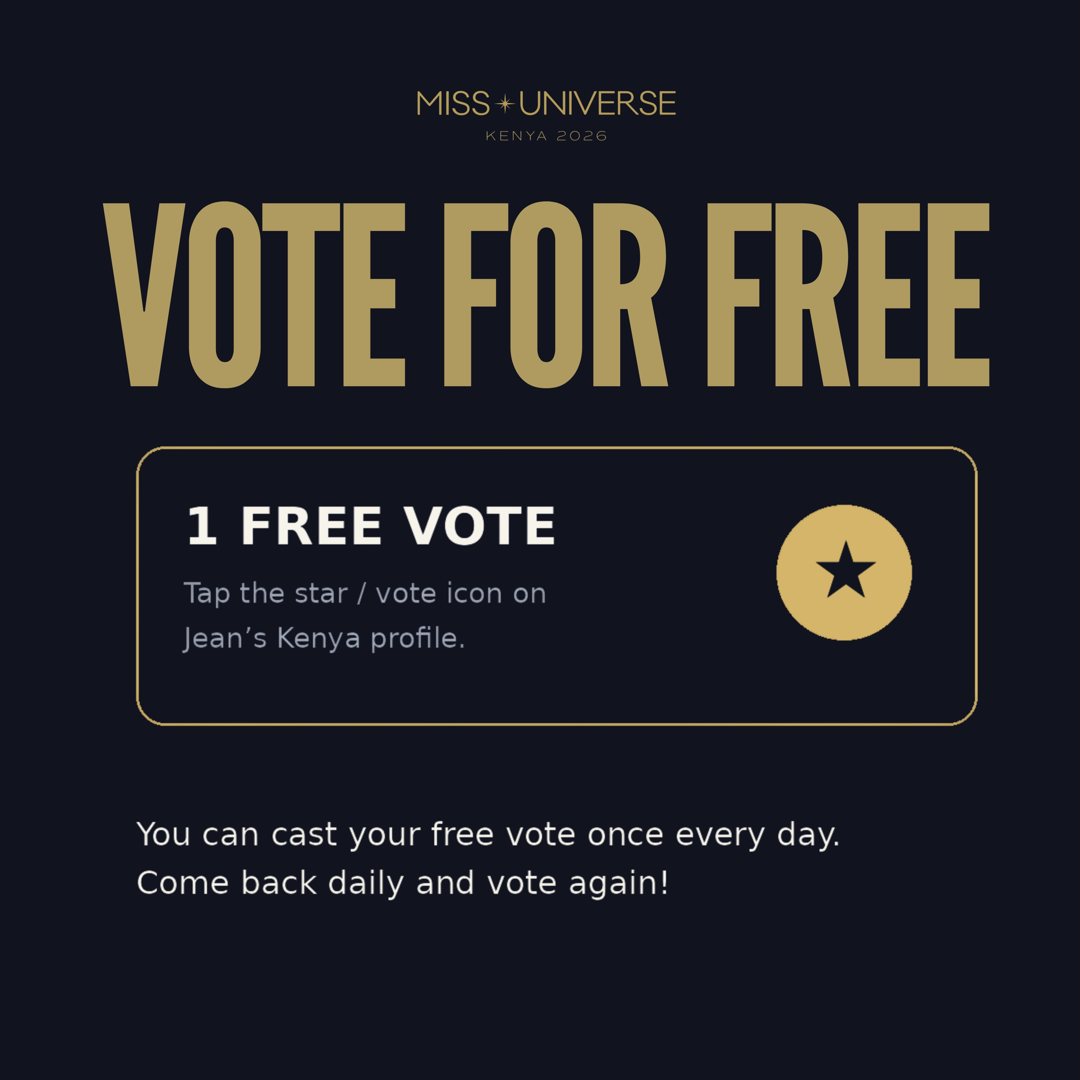 MISS UNIVERSE
KENYA 2026
VOTE FOR FREE
1 FREE VOTE
Tap the star / vote icon on
Jean’s Kenya profile.
You can cast your free vote once every day.
Come back daily and vote again!